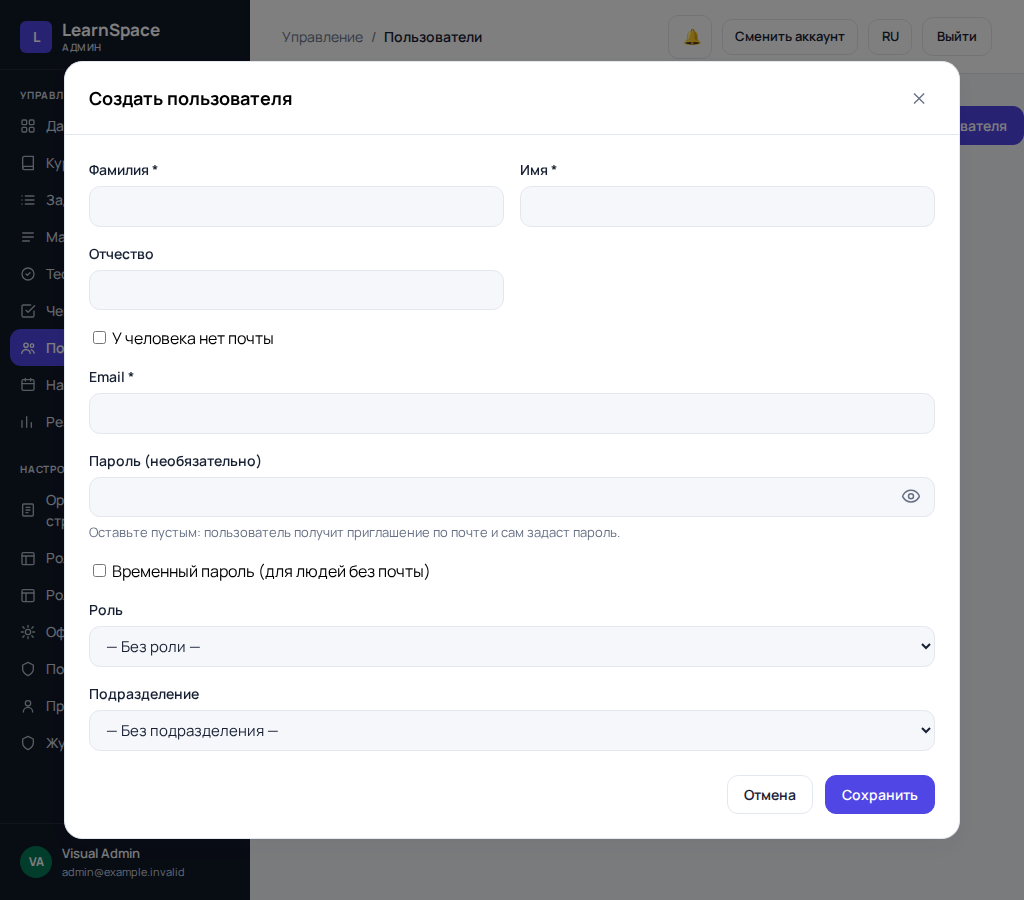 L
LearnSpace
АДМИН
Управление / Пользователи
🔔
Сменить аккаунт
RU
Выйти
Создать пользователя
Фамилия *
Имя *
Отчество
У человека нет почты
Email *
Пароль (необязательно)
Оставьте пустым: пользователь получит приглашение по почте и сам задаст пароль.
Временный пароль (для людей без почты)
Роль
— Без роли —
Подразделение
— Без подразделения —
Отмена
Сохранить
VA
Visual Admin
admin@example.invalid